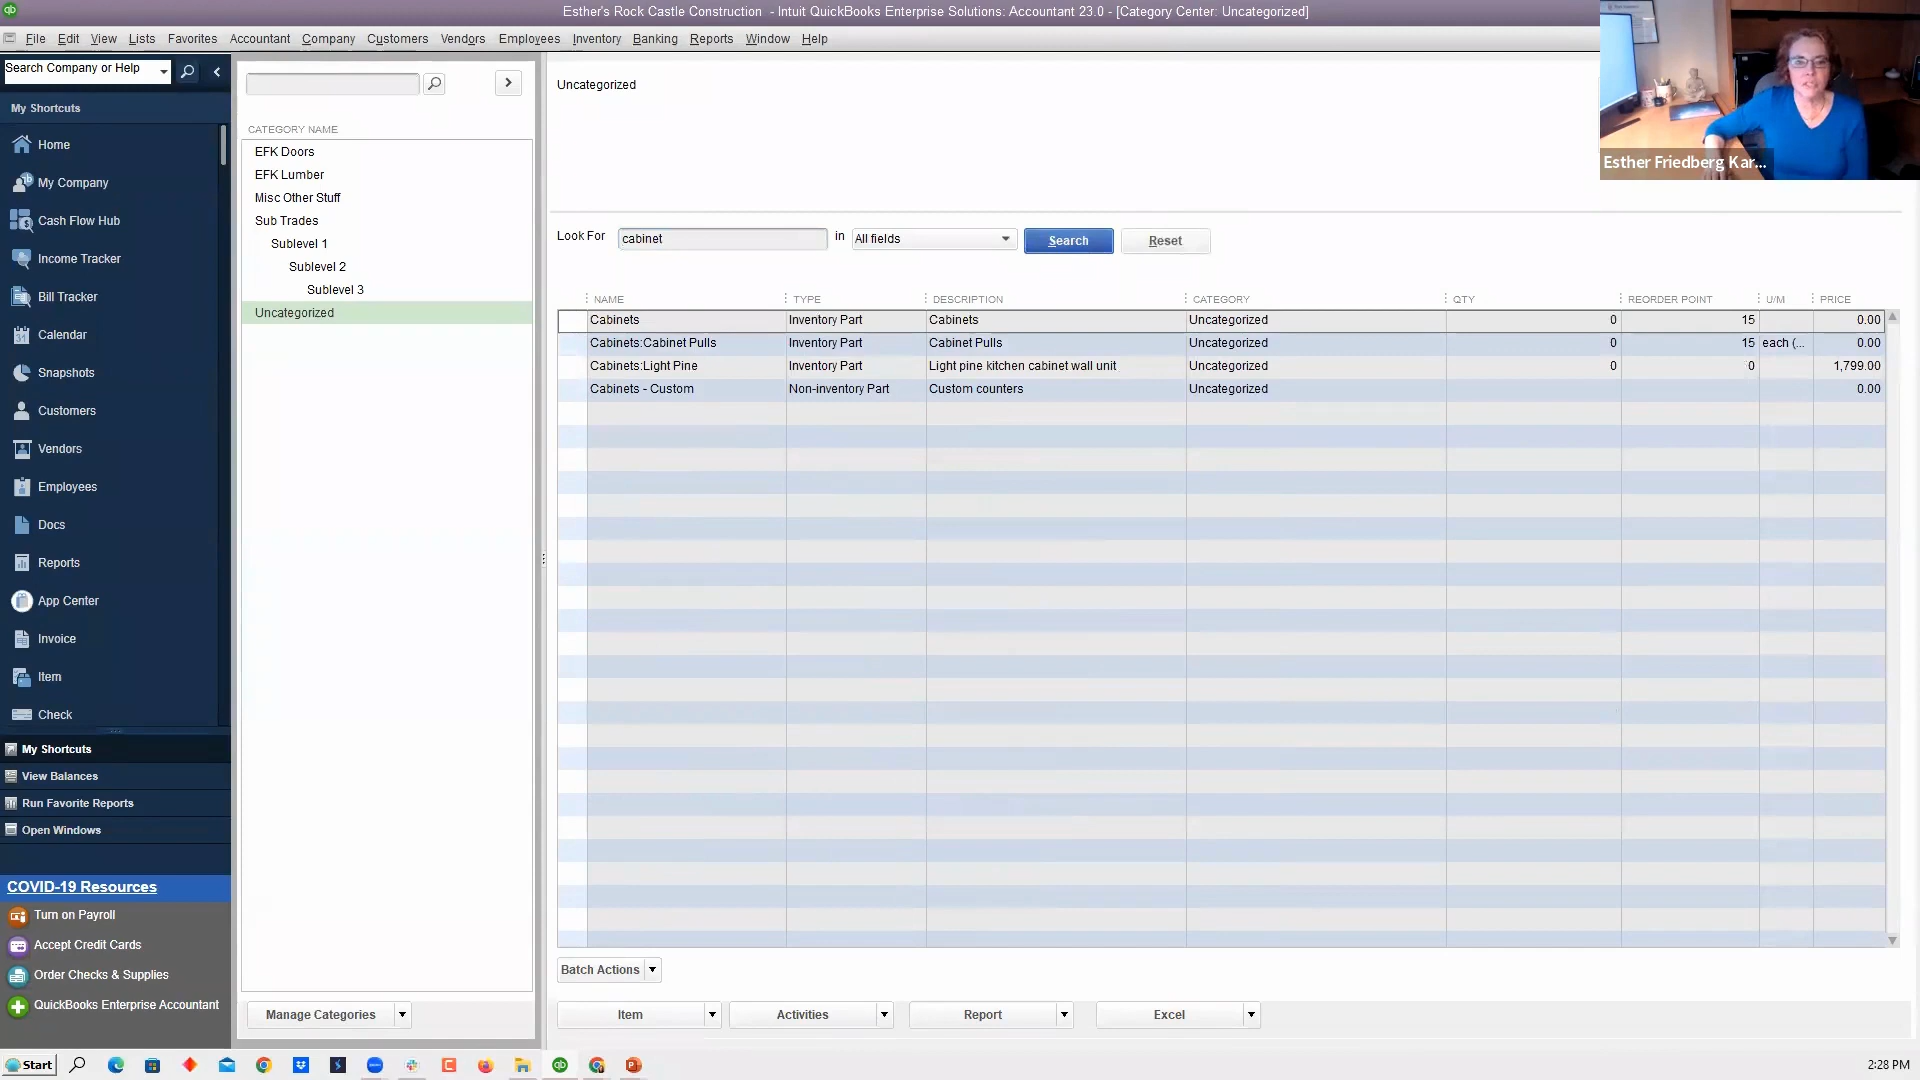 Esther's Rock Castle Construction - Intuit QuickBooks Enterprise Solutions: Accountant 23.0 - [Category Center: Uncategorized]
File Edit View Lists Favorites Accountant Company Customers Vendors Employees Inventory Banking Reports Window Help
Search Company or Help
My Shortcuts
Home
My Company
Cash Flow Hub
Income Tracker
Bill Tracker
Calendar
Snapshots
Customers
Vendors
Employees
Docs
Reports
App Center
Invoice
Item
Check
My Shortcuts
View Balances
Run Favorite Reports
Open Windows
COVID-19 Resources
Turn on Payroll
Accept Credit Cards
Order Checks & Supplies
QuickBooks Enterprise Accountant
CATEGORY NAME
EFK Doors
EFK Lumber
Misc Other Stuff
Sub Trades
Sublevel 1
Sublevel 2
Sublevel 3
Uncategorized
Manage Categories
Uncategorized
Esther Friedberg Kar...
Look For cabinet in All fields Search Reset
NAME TYPE DESCRIPTION CATEGORY QTY REORDER POINT U/M PRICE
Cabinets Inventory Part Cabinets Uncategorized 0 15 0.00
Cabinets:Cabinet Pulls Inventory Part Cabinet Pulls Uncategorized 0 15 each (... 0.00
Cabinets:Light Pine Inventory Part Light pine kitchen cabinet wall unit Uncategorized 0 0 1,799.00
Cabinets - Custom Non-inventory Part Custom counters Uncategorized 0.00
Batch Actions
Item Activities Report Excel
Start 2:28 PM